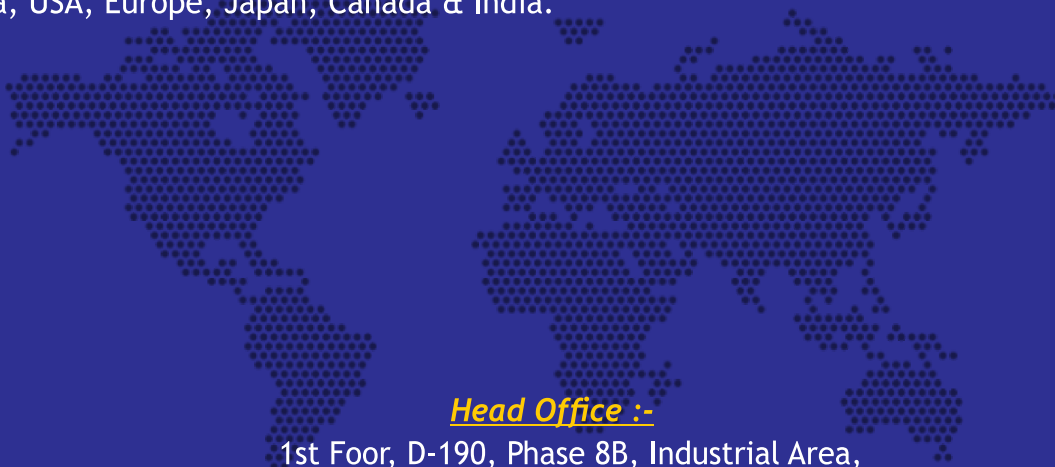 USA, Europe, Japan, Canada & India.
Head Office :-
1st Foor, D-190, Phase 8B, Industrial Area,